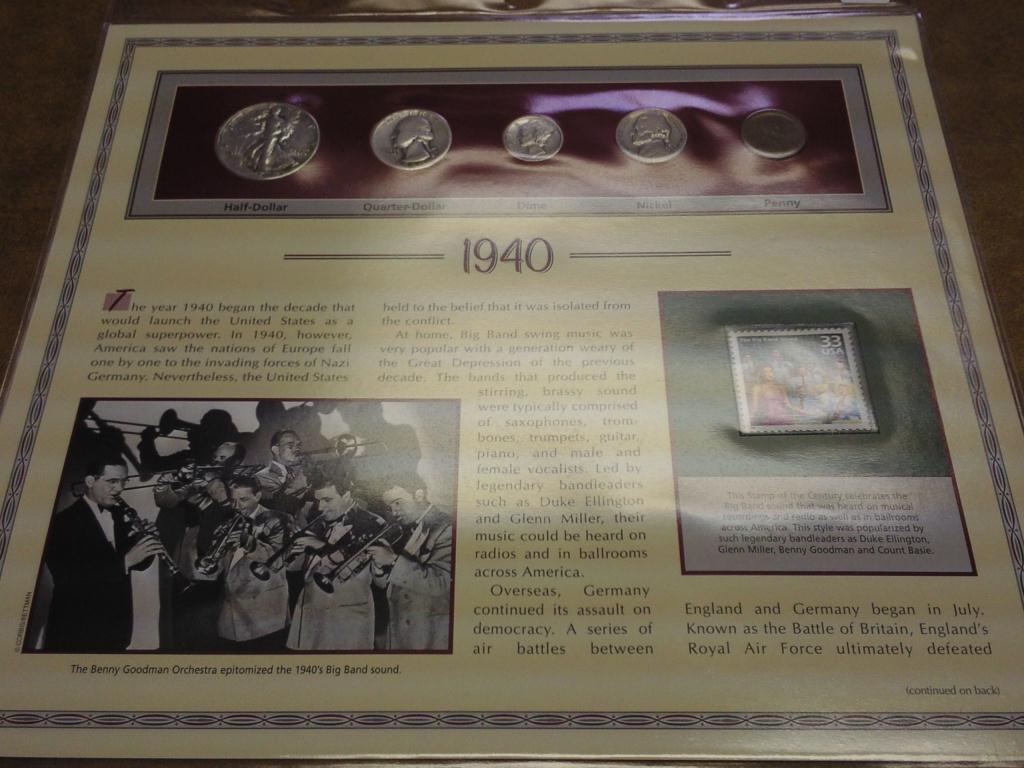 Half-Dollar
Quarter-Dollar
Dime
Nickel
Penny
1940
The year 1940 began the decade that
would launch the United States as a
global superpower. In 1940, however,
America saw the nations of Europe fall
one by one to the invading forces of Nazi
Germany. Nevertheless, the United States
held to the belief that it was isolated from
the conflict.
At home, Big Band swing music was
very popular with a generation weary of
the Great Depression of the previous
decade. The bands that produced the
stirring, brassy sound
were typically comprised
of saxophones, trom-
bones, trumpets, guitar,
piano, and male and
female vocalists. Led by
legendary bandleaders
such as Duke Ellington
and Glenn Miller, their
music could be heard on
radios and in ballrooms
across America.
Overseas, Germany
continued its assault on
democracy. A series of
air battles between
33
USA
This Stamp of the Century celebrates the
Big Band sound that was heard on musical
recordings and radio as well as in ballrooms
across America. This style was popularized by
such legendary bandleaders as Duke Ellington,
Glenn Miller, Benny Goodman and Count Basie.
England and Germany began in July.
Known as the Battle of Britain, England's
Royal Air Force ultimately defeated
© CORBIS/BETTMAN
The Benny Goodman Orchestra epitomized the 1940's Big Band sound.
(continued on back)